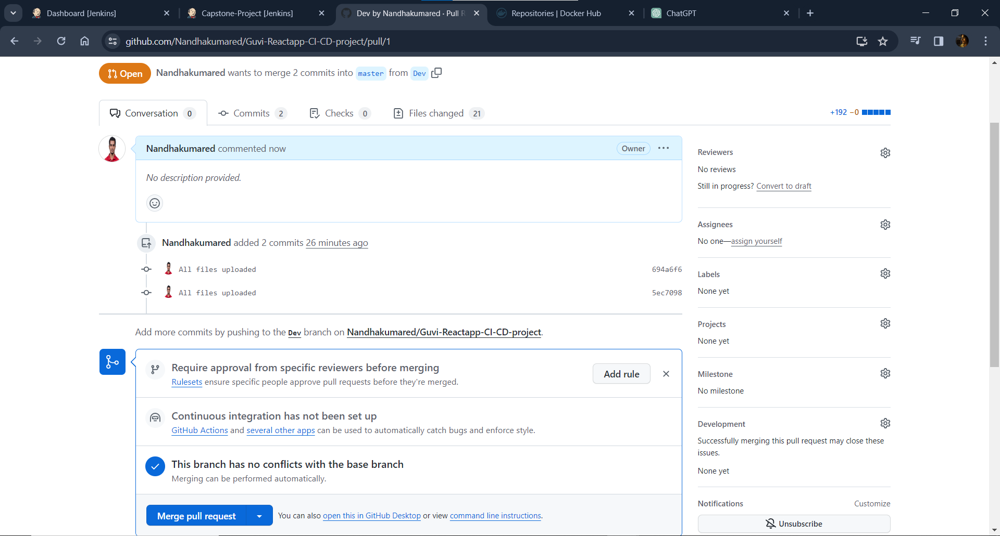 Dashboard [Jenkins]
Capstone-Project [Jenkins]
Dev by Nandhakumared · Pull R
Repositories | Docker Hub
ChatGPT
github.com/Nandhakumared/Guvi-Reactapp-CI-CD-project/pull/1
Open
Nandhakumared wants to merge 2 commits into master from Dev
Conversation 0
Commits 2
Checks 0
Files changed 21
+192 −0
Nandhakumared commented now
Owner
No description provided.
Nandhakumared added 2 commits 26 minutes ago
All files uploaded 694a6f6
All files uploaded 5ec7098
Add more commits by pushing to the Dev branch on Nandhakumared/Guvi-Reactapp-CI-CD-project.
Require approval from specific reviewers before merging
Rulesets ensure specific people approve pull requests before they're merged.
Add rule
Continuous integration has not been set up
GitHub Actions and several other apps can be used to automatically catch bugs and enforce style.
This branch has no conflicts with the base branch
Merging can be performed automatically.
Merge pull request
You can also open this in GitHub Desktop or view command line instructions.
Reviewers
No reviews
Still in progress? Convert to draft
Assignees
No one—assign yourself
Labels
None yet
Projects
None yet
Milestone
No milestone
Development
Successfully merging this pull request may close these
issues.
None yet
Notifications
Customize
Unsubscribe